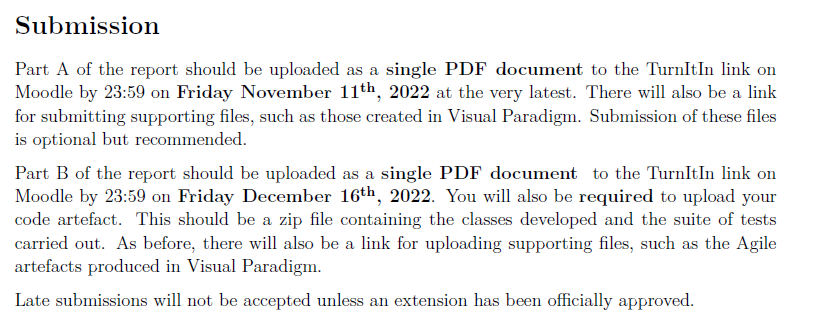 Submission
Part A of the report should be uploaded as a single PDF document to the TurnItIn link on
Moodle by 23:59 on Friday November 11th, 2022 at the very latest. There will also be a link
for submitting supporting files, such as those created in Visual Paradigm. Submission of these files
is optional but recommended.
Part B of the report should be uploaded as a single PDF document to the TurnItIn link on
Moodle by 23:59 on Friday December 16th, 2022. You will also be required to upload your
code artefact. This should be a zip file containing the classes developed and the suite of tests
carried out. As before, there will also be a link for uploading supporting files, such as the Agile
artefacts produced in Visual Paradigm.
Late submissions will not be accepted unless an extension has been officially approved.